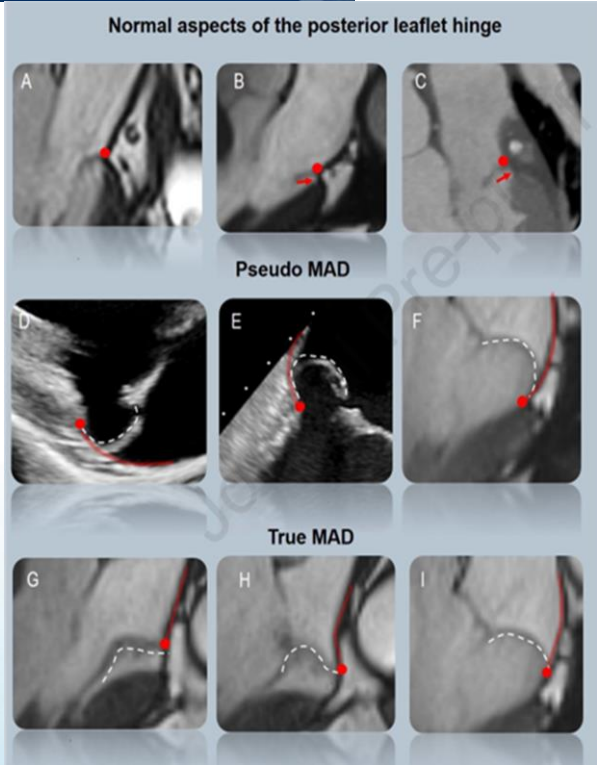 Normal aspects of the posterior leaflet hinge
A
B
C
Pseudo MAD
D
E
F
True MAD
G
H
I